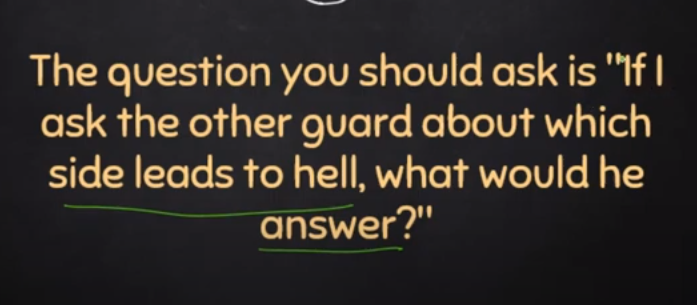 The question you should ask is "If I
ask the other guard about which
side leads to hell, what would he
answer?"